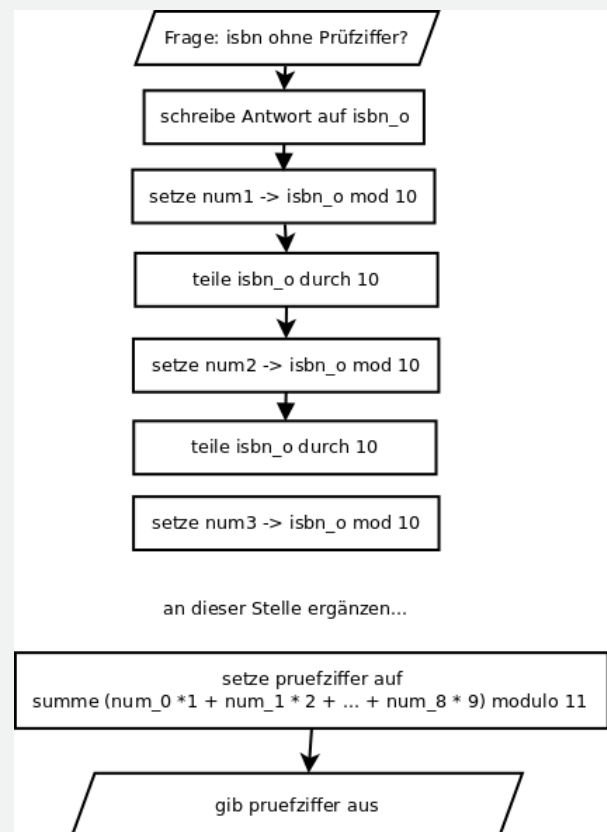 Frage: isbn ohne Prüfziffer?
schreibe Antwort auf isbn_o
setze num1 -> isbn_o mod 10
teile isbn_o durch 10
setze num2 -> isbn_o mod 10
teile isbn_o durch 10
setze num3 -> isbn_o mod 10
an dieser Stelle ergänzen...
setze pruefziffer auf
summe (num_0 *1 + num_1 * 2 + ... + num_8 * 9) modulo 11
gib pruefziffer aus